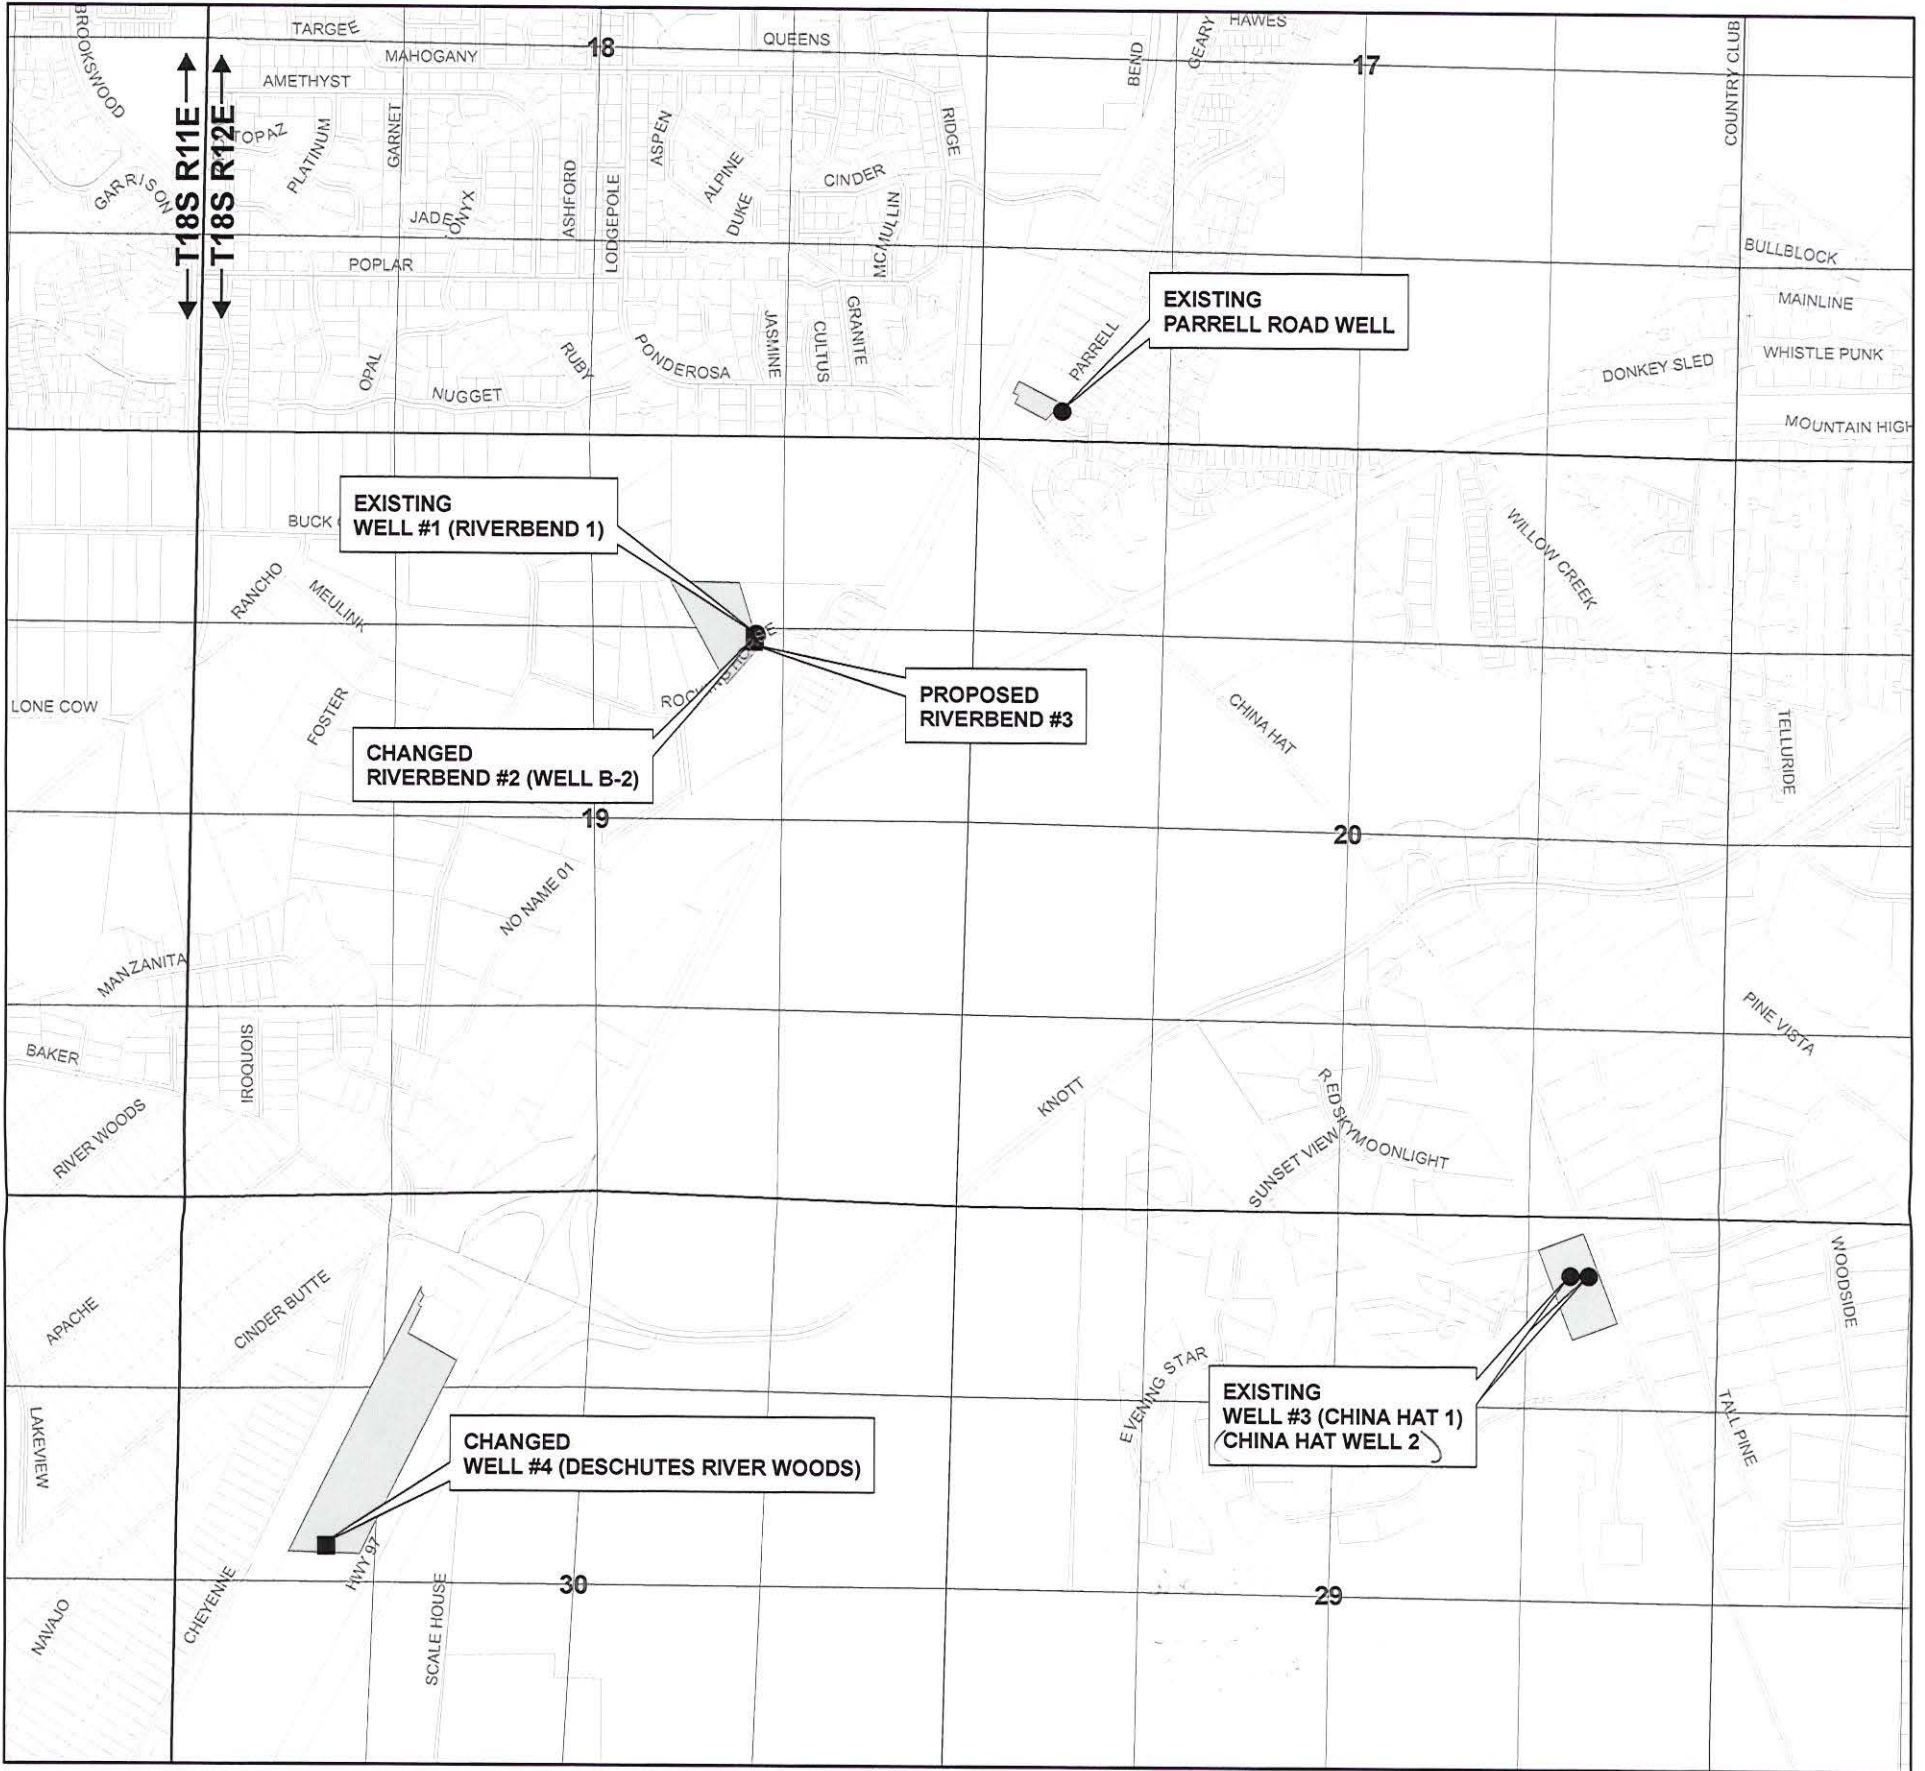 BROOKSWOOD
TARGEE
18
QUEENS
HAWES
GEARY
BEND
17
COUNTRY CLUB
MAHOGANY
AMETHYST
T18S R11E
T18S R12E
TOPAZ
PLATINUM
GARNET
ASPEN
RIDGE
GARRISON
JADE
ONYX
ASHFORD
LODGEPOLE
ALPINE
DUKE
CINDER
MCMULLIN
POPLAR
BULLBLOCK
MAINLINE
EXISTING
PARRELL ROAD WELL
OPAL
NUGGET
RUBY
PONDEROSA
JASMINE
CULTUS
GRANITE
PARRELL
DONKEY SLED
WHISTLE PUNK
MOUNTAIN HIGH
EXISTING
WELL #1 (RIVERBEND 1)
BUCK
RANCHO
MEULINK
WILLOW CREEK
LONE COW
FOSTER
PROPOSED
RIVERBEND #3
CHINA HAT
TELLURIDE
CHANGED
RIVERBEND #2 (WELL B-2)
19
20
NO NAME 01
MANZANITA
PINE VISTA
BAKER
IROQUOIS
RIVER WOODS
KNOTT
RED SKY
MOONLIGHT
SUNSET VIEW
APACHE
CINDER BUTTE
WOODSIDE
EVENING STAR
EXISTING
WELL #3 (CHINA HAT 1)
CHINA HAT WELL 2
TALL PINE
LAKEVIEW
CHANGED
WELL #4 (DESCHUTES RIVER WOODS)
HWY 97
CHEYENNE
SCALE HOUSE
NAVAJO
30
29